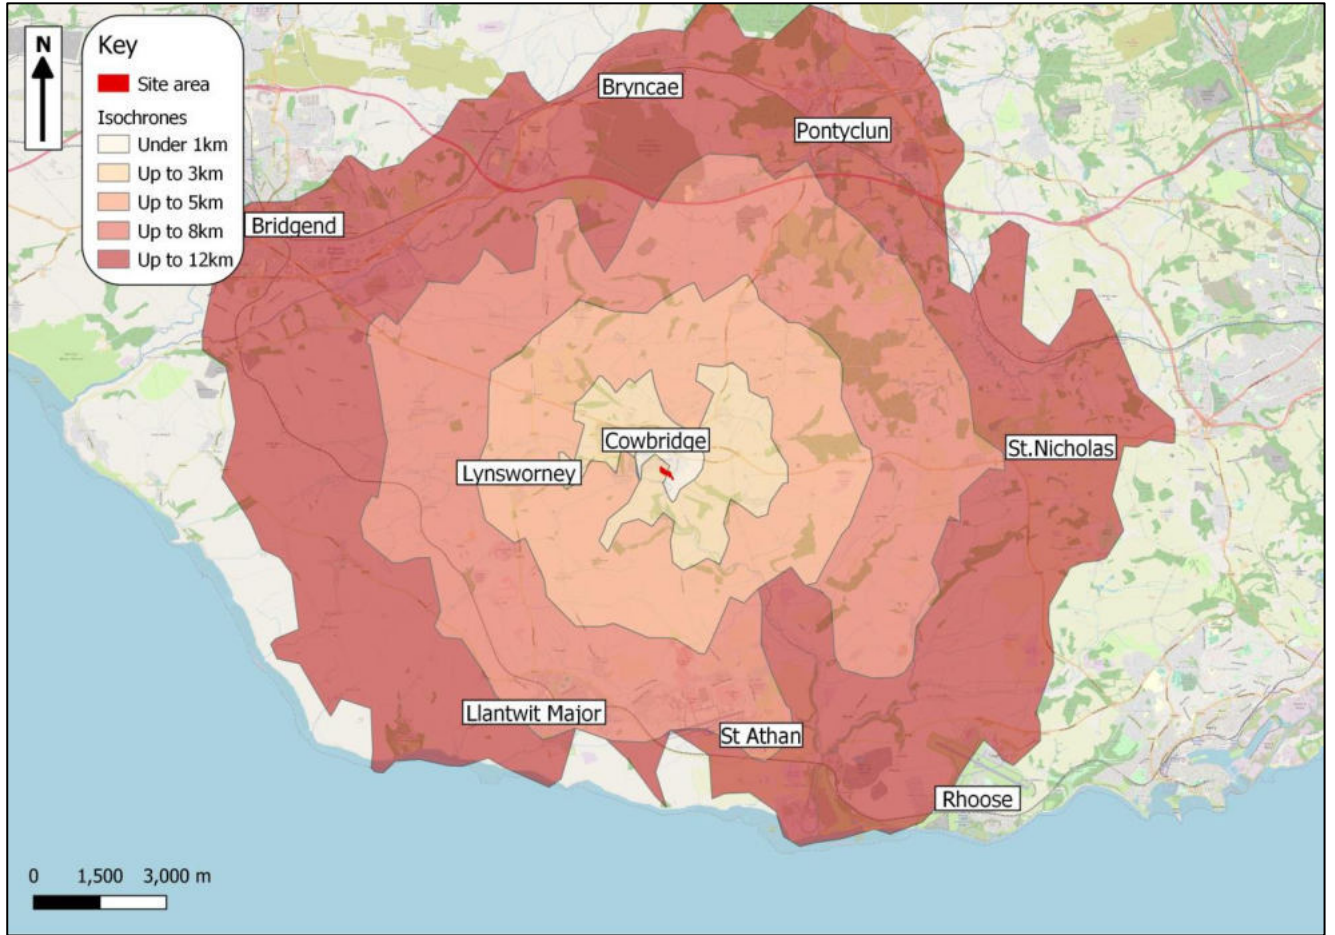 N
Key
Site area
Isochrones
Under 1km
Up to 3km
Up to 5km
Up to 8km
Up to 12km
Bryncae
Pontyclun
Bridgend
Cowbridge
St.Nicholas
Lynsworney
Llantwit Major
St Athan
Rhoose
0 1,500 3,000 m